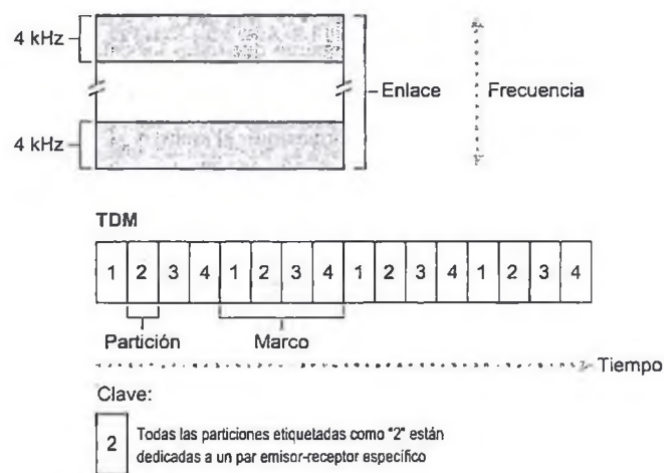 4 kHz
Enlace
Frecuencia
4 kHz
TDM
1 2 3 4 1 2 3 4 1 2 3 4 1 2 3 4
Partición
Marco
Tiempo
Clave:
2
Todas las particiones etiquetadas como "2" están
dedicadas a un par emisor-receptor específico